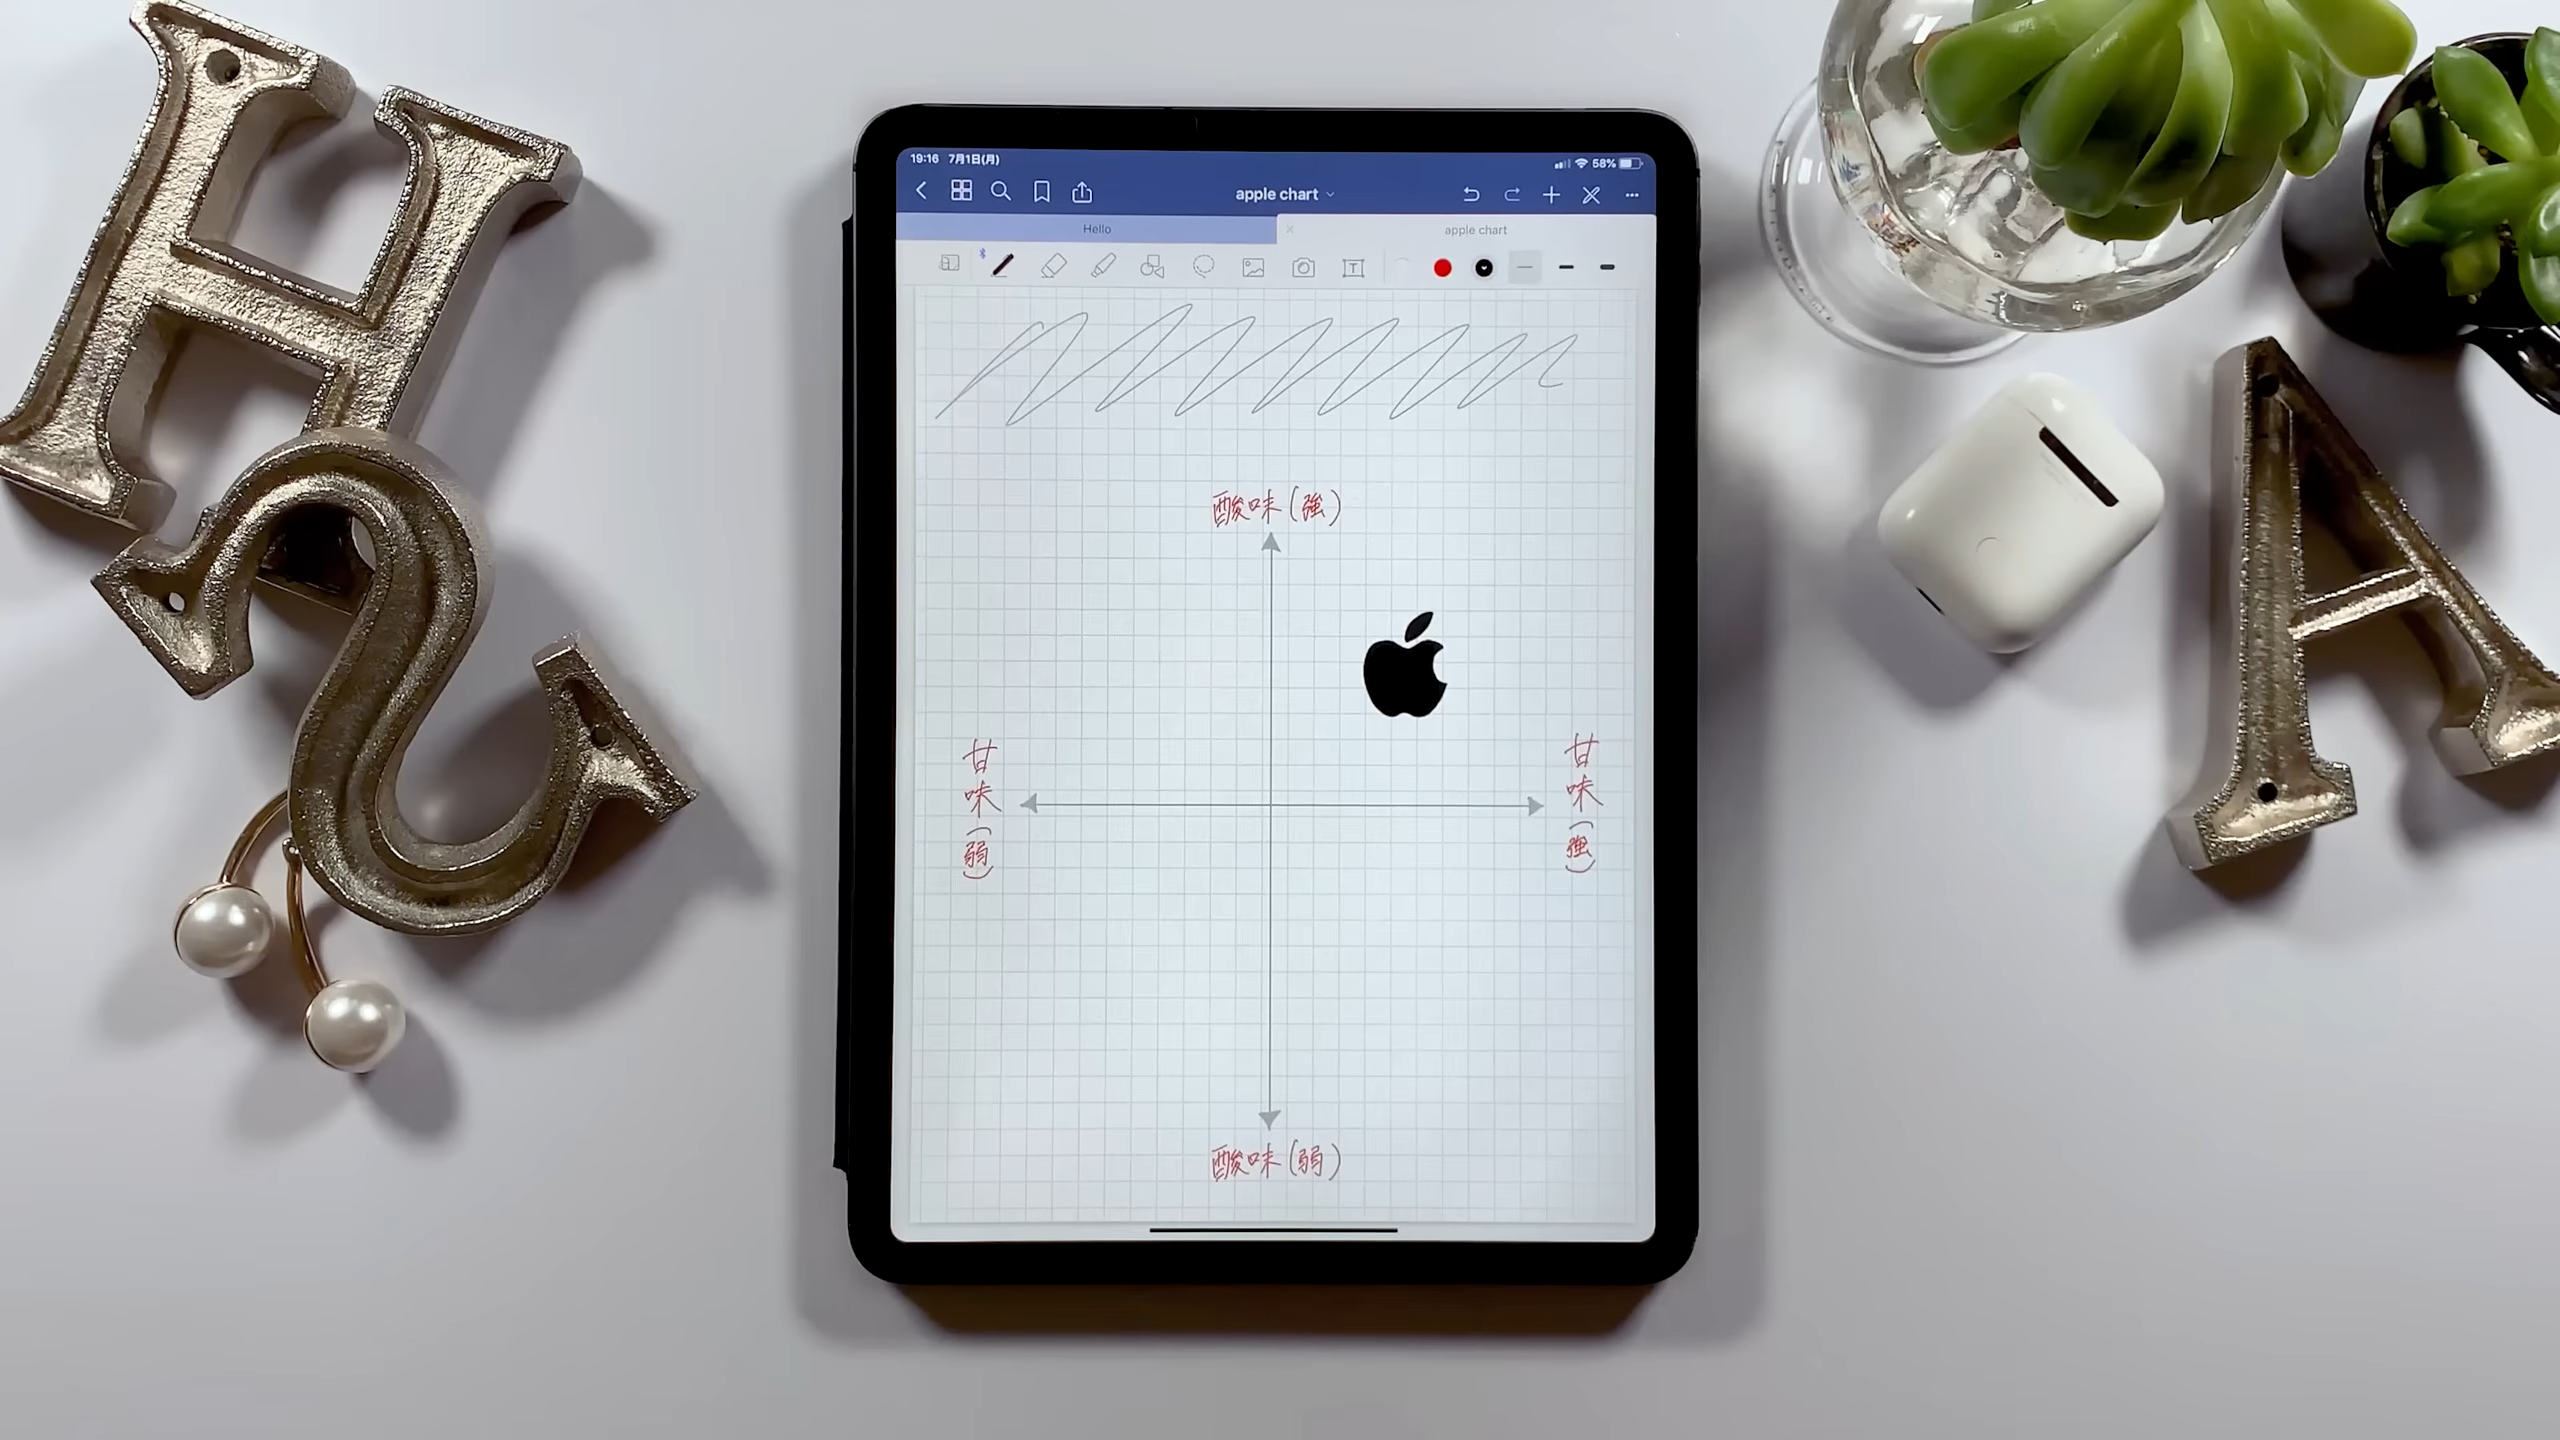 H
S
A
19:16 7月1日(月)
58%
apple chart
Hello
apple chart
酸味(強)
甘味(弱)
甘味(強)
酸味(弱)